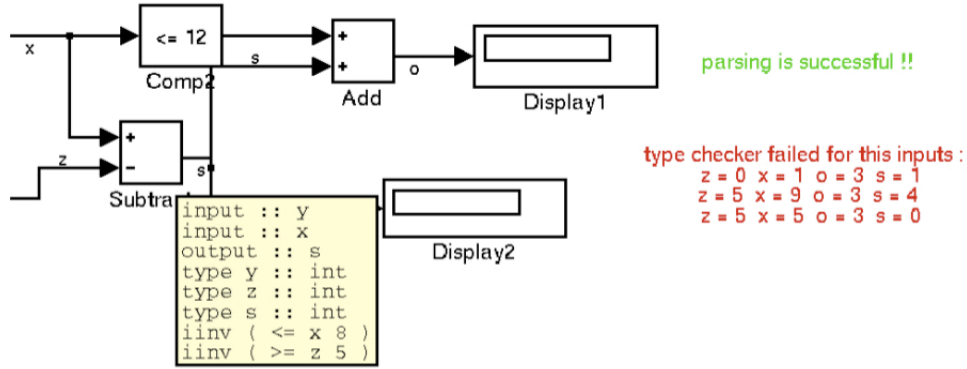 x
<= 12
Comp2
s
+
+
Add
o
Display1
parsing is successful !!
z
+
−
s
type checker failed for this inputs :
z = 0 x = 1 o = 3 s = 1
z = 5 x = 9 o = 3 s = 4
z = 5 x = 5 o = 3 s = 0
Display2
input :: y
input :: x
output :: s
type y :: int
type z :: int
type s :: int
iinv ( <= x 8 )
iinv ( >= z 5 )